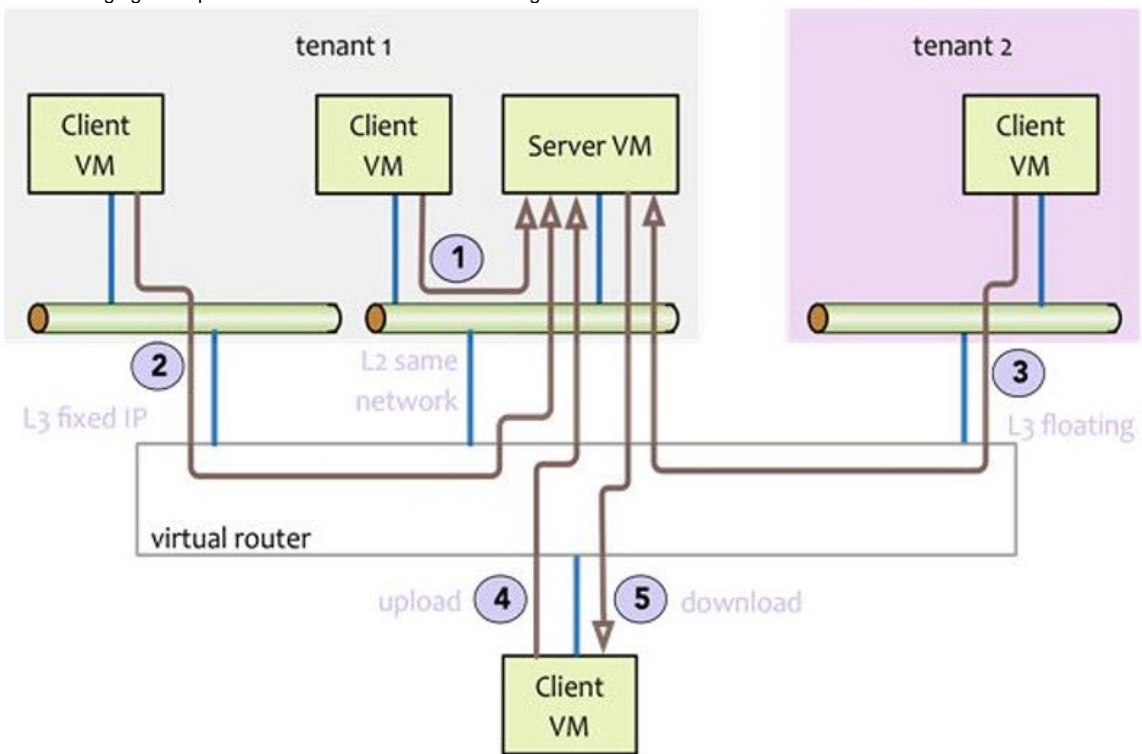 tenant 1
tenant 2
Client
VM
Client
VM
Server VM
Client
VM
1
2
L2 same
network
3
L3 fixed IP
L3 floating
virtual router
upload
4
5
download
Client
VM